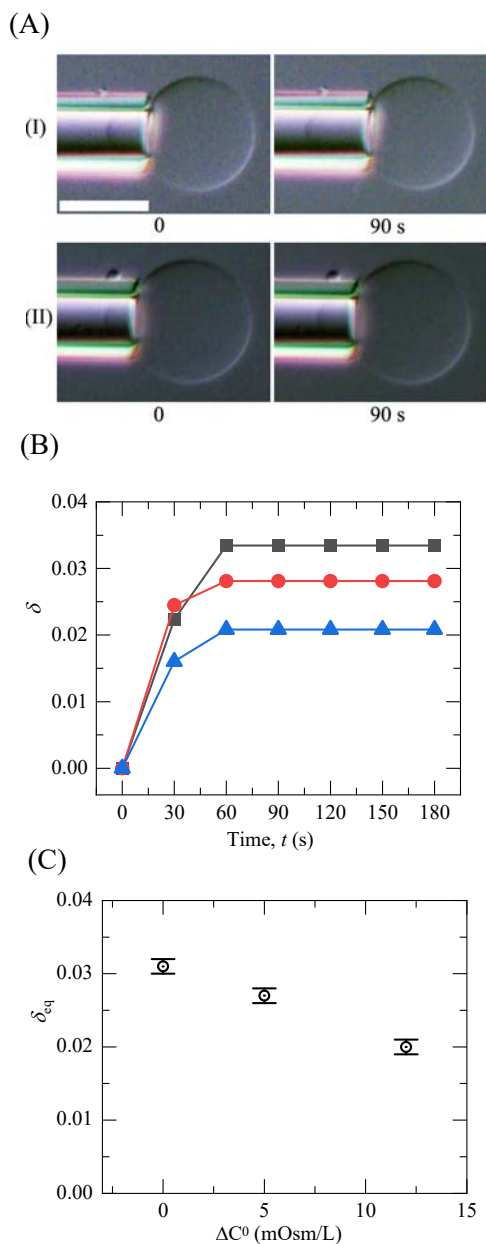 (A)
(I)
0 90 s
(II)
0 90 s
(B)
0.04
0.03
0.02
0.01
0.00
δ
0 30 60 90 120 150 180
Time, t (s)
(C)
0.04
0.03
0.02
0.01
0.00
δeq
0 5 10 15
ΔC⁰ (mOsm/L)